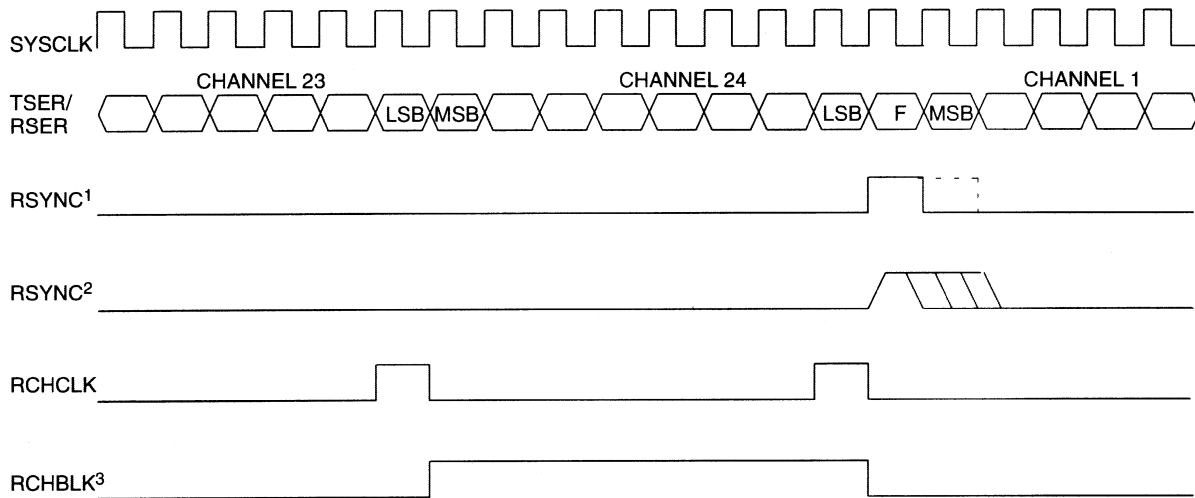 SYSCLK
CHANNEL 23 CHANNEL 24 CHANNEL 1
TSER/
RSER
LSB MSB LSB F MSB
RSYNC1
RSYNC2
RCHCLK
RCHBLK3